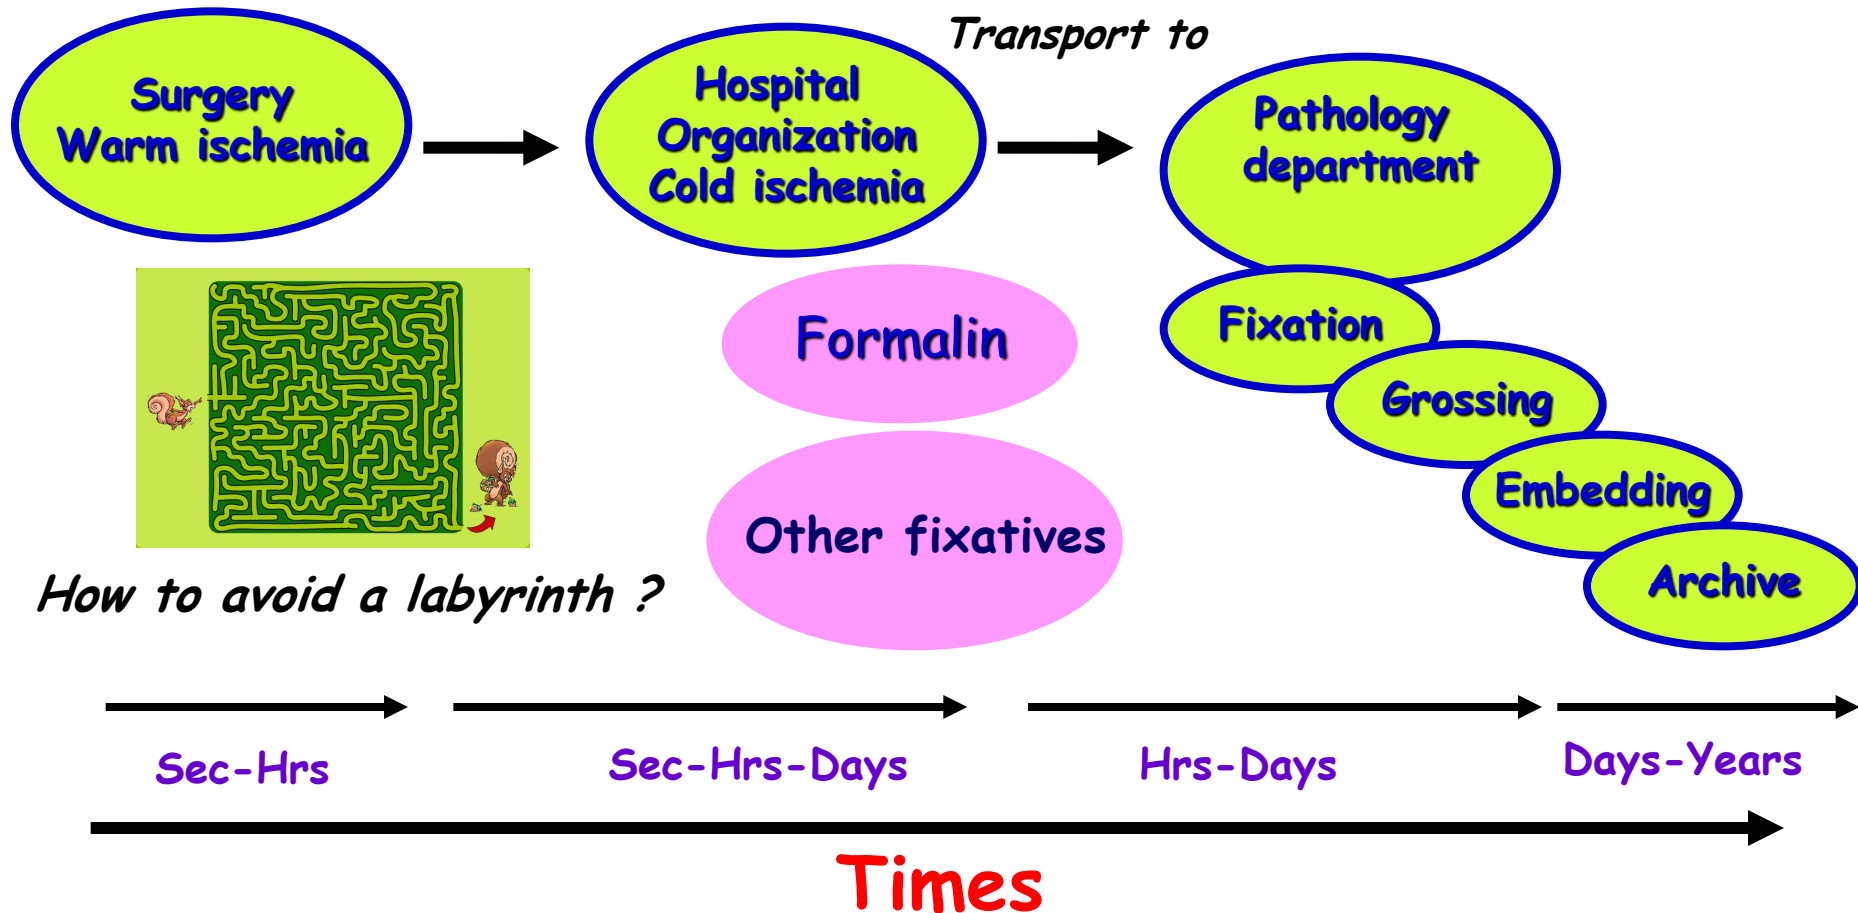 Transport to
Surgery
Warm ischemia
Hospital
Organization
Cold ischemia
Pathology
department
Formalin
Other fixatives
Fixation
Grossing
Embedding
Archive
How to avoid a labyrinth ?
Sec-Hrs
Sec-Hrs-Days
Hrs-Days
Days-Years
Times